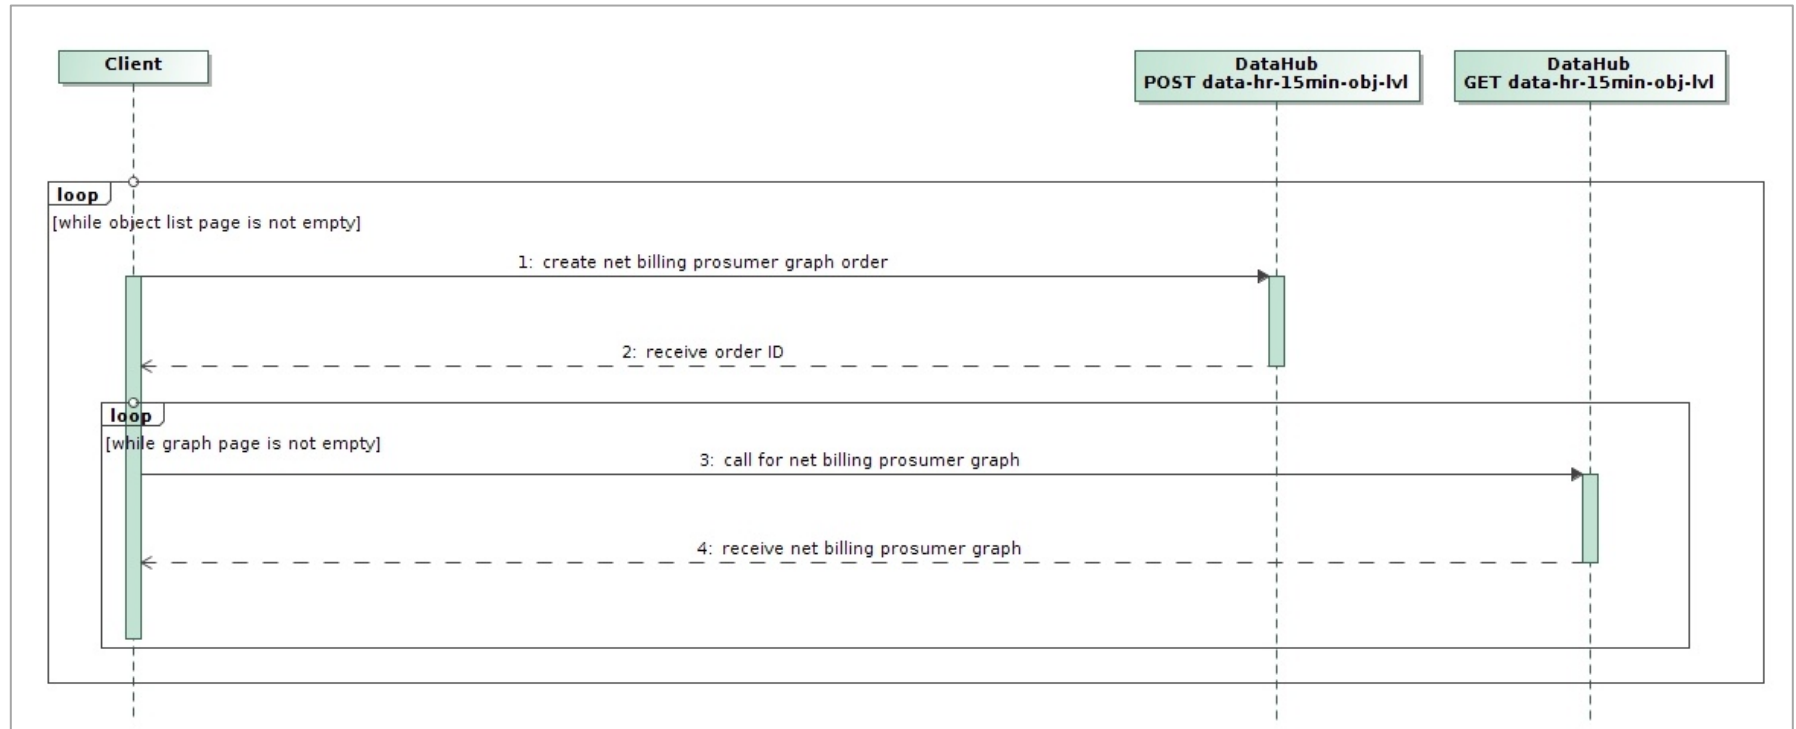 Client
DataHub
POST data-hr-15min-obj-lvl
DataHub
GET data-hr-15min-obj-lvl
loop
[while object list page is not empty]
1: create net billing prosumer graph order
2: receive order ID
loop
[while graph page is not empty]
3: call for net billing prosumer graph
4: receive net billing prosumer graph